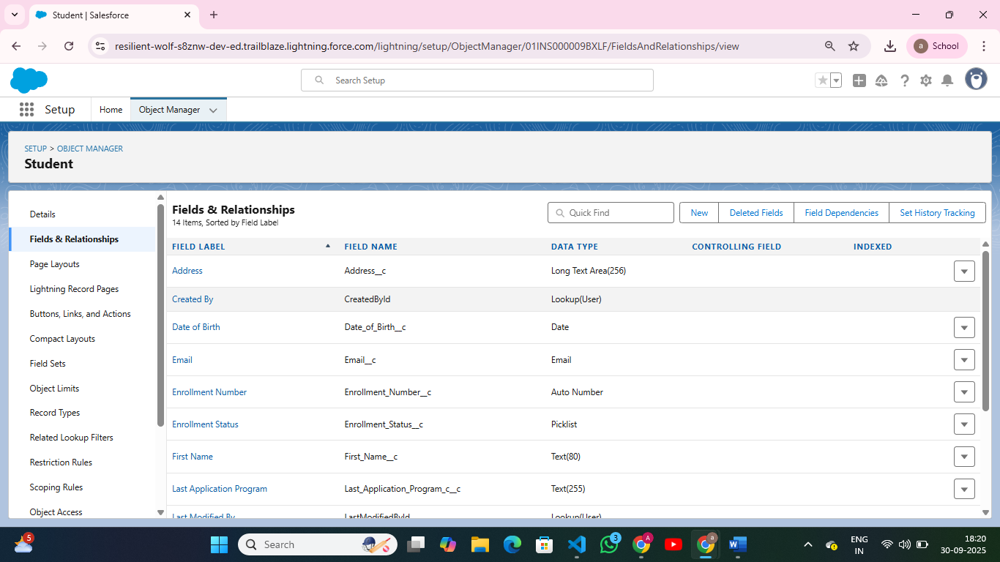 Student | Salesforce
resilient-wolf-s8znw-dev-ed.trailblaze.lightning.force.com/lightning/setup/ObjectManager/01INS000009BXLF/FieldsAndRelationships/view
a School
Search Setup
Setup Home Object Manager
SETUP > OBJECT MANAGER
Student
Details
Fields & Relationships
Page Layouts
Lightning Record Pages
Buttons, Links, and Actions
Compact Layouts
Field Sets
Object Limits
Record Types
Related Lookup Filters
Restriction Rules
Scoping Rules
Object Access
Fields & Relationships
14 Items, Sorted by Field Label
Quick Find New Deleted Fields Field Dependencies Set History Tracking
FIELD LABEL FIELD NAME DATA TYPE CONTROLLING FIELD INDEXED
Address Address__c Long Text Area(256)
Created By CreatedById Lookup(User)
Date of Birth Date_of_Birth__c Date
Email Email__c Email
Enrollment Number Enrollment_Number__c Auto Number
Enrollment Status Enrollment_Status__c Picklist
First Name First_Name__c Text(80)
Last Application Program Last_Application_Program_c__c Text(255)
Last Modified By LastModifiedById Lookup(User)
5
Search
3
A
a
ENG
IN
18:20
30-09-2025